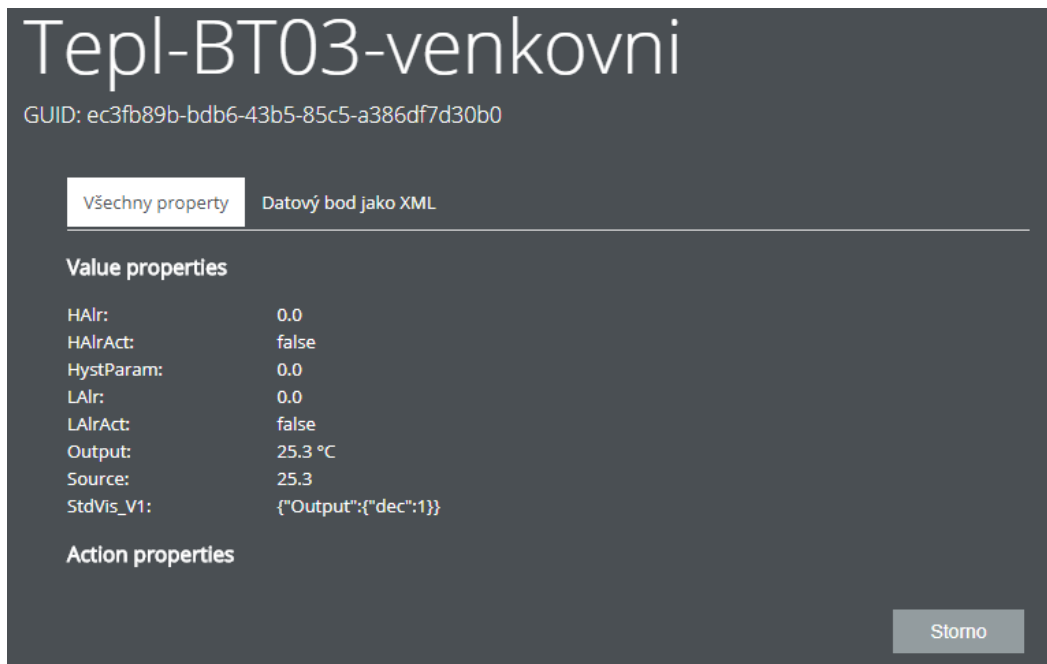 Tepl-BT03-venkovni
GUID: ec3fb89b-bdb6-43b5-85c5-a386df7d30b0
Všechny property Datový bod jako XML
Value properties
HAlr: 0.0
HAlrAct: false
HystParam: 0.0
LAlr: 0.0
LAlrAct: false
Output: 25.3 °C
Source: 25.3
StdVis_V1: {"Output":{"dec":1}}
Action properties
Storno